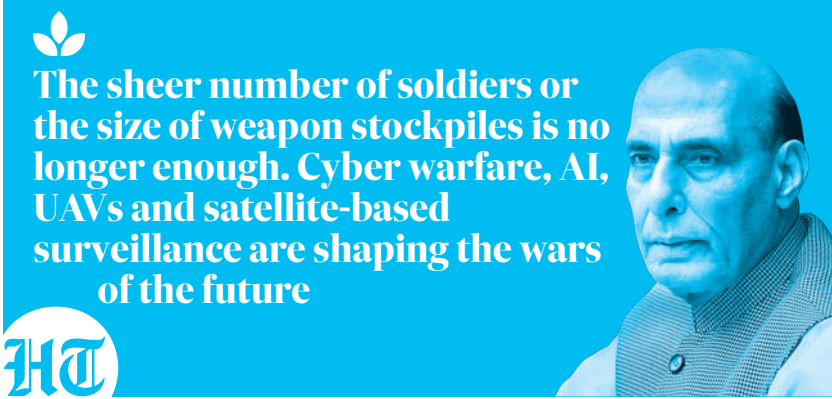 The sheer number of soldiers or
the size of weapon stockpiles is no
longer enough. Cyber warfare, AI,
UAVs and satellite-based
surveillance are shaping the wars
of the future
HT